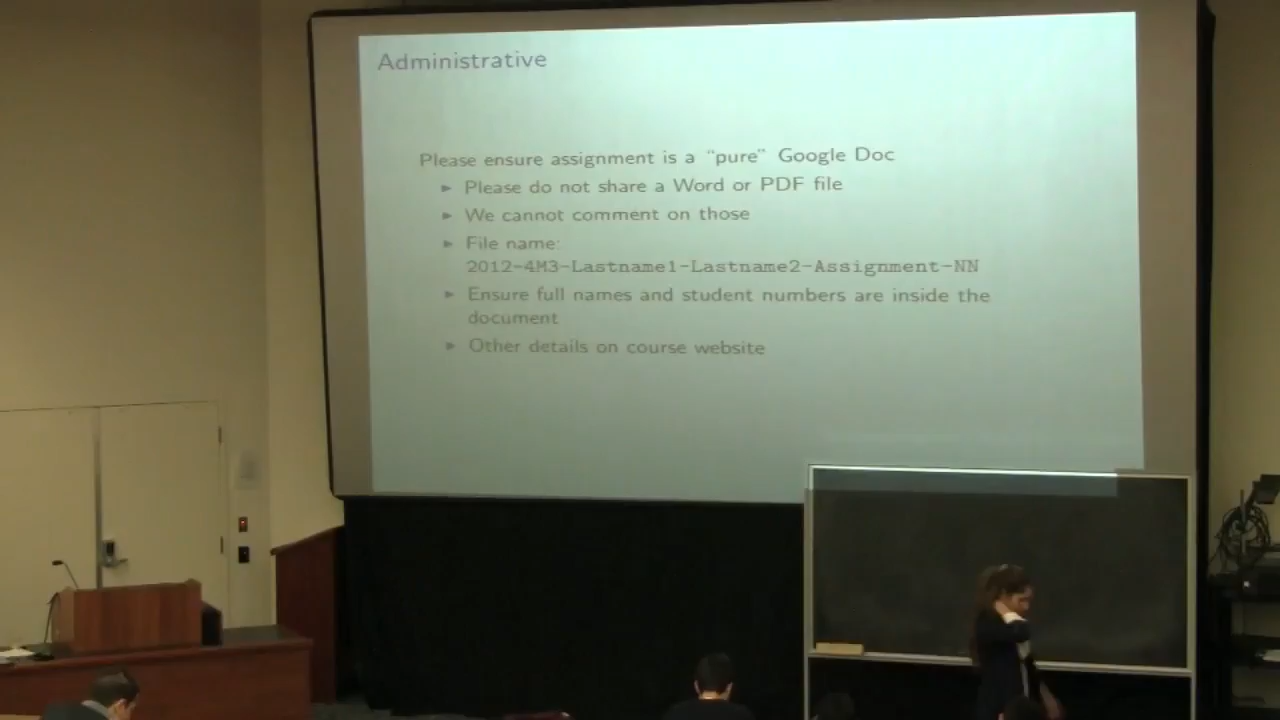 Administrative
Please ensure assignment is a “pure” Google Doc
► Please do not share a Word or PDF file
► We cannot comment on those
► File name:
2012-4M3-Lastname1-Lastname2-Assignment-NN
► Ensure full names and student numbers are inside the
document
► Other details on course website